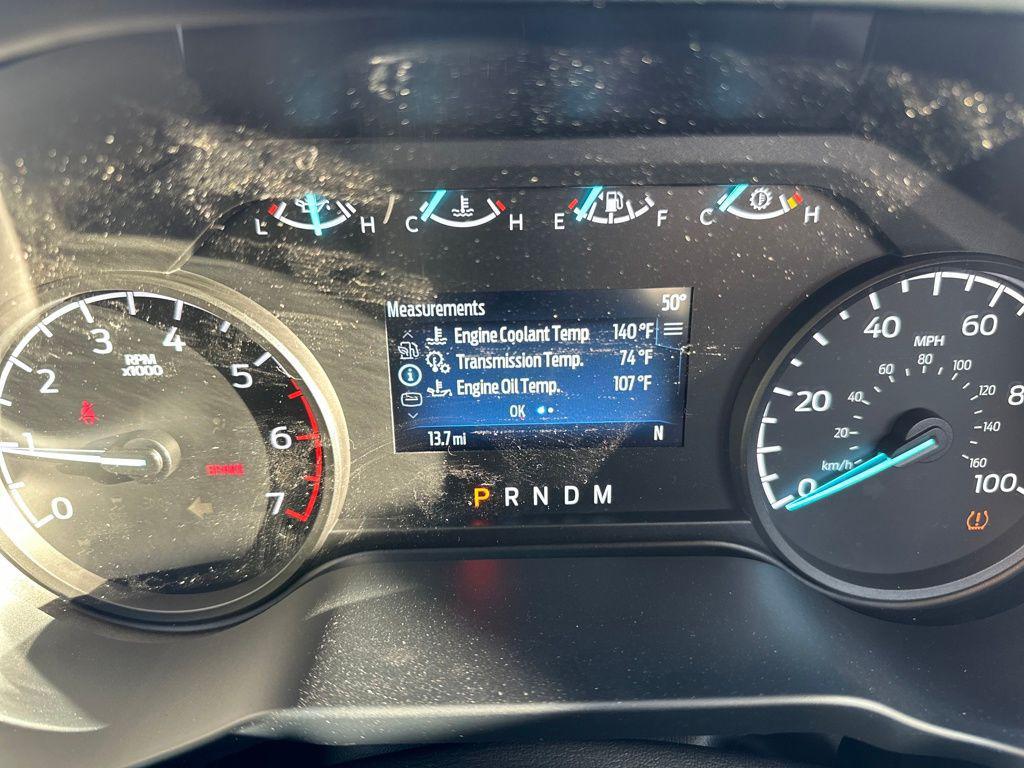 L H C H E F C H
Measurements 50°
Engine Coolant Temp 140 °F
Transmission Temp. 74 °F
Engine Oil Temp. 107 °F
OK
13.7 mi N
P R N D M
0 1 2 3 4 5 6 7
RPM
x1000
BRAKE
0 20 40 60 8 100
MPH
20 40 60 80 100 120 140 160
km/h